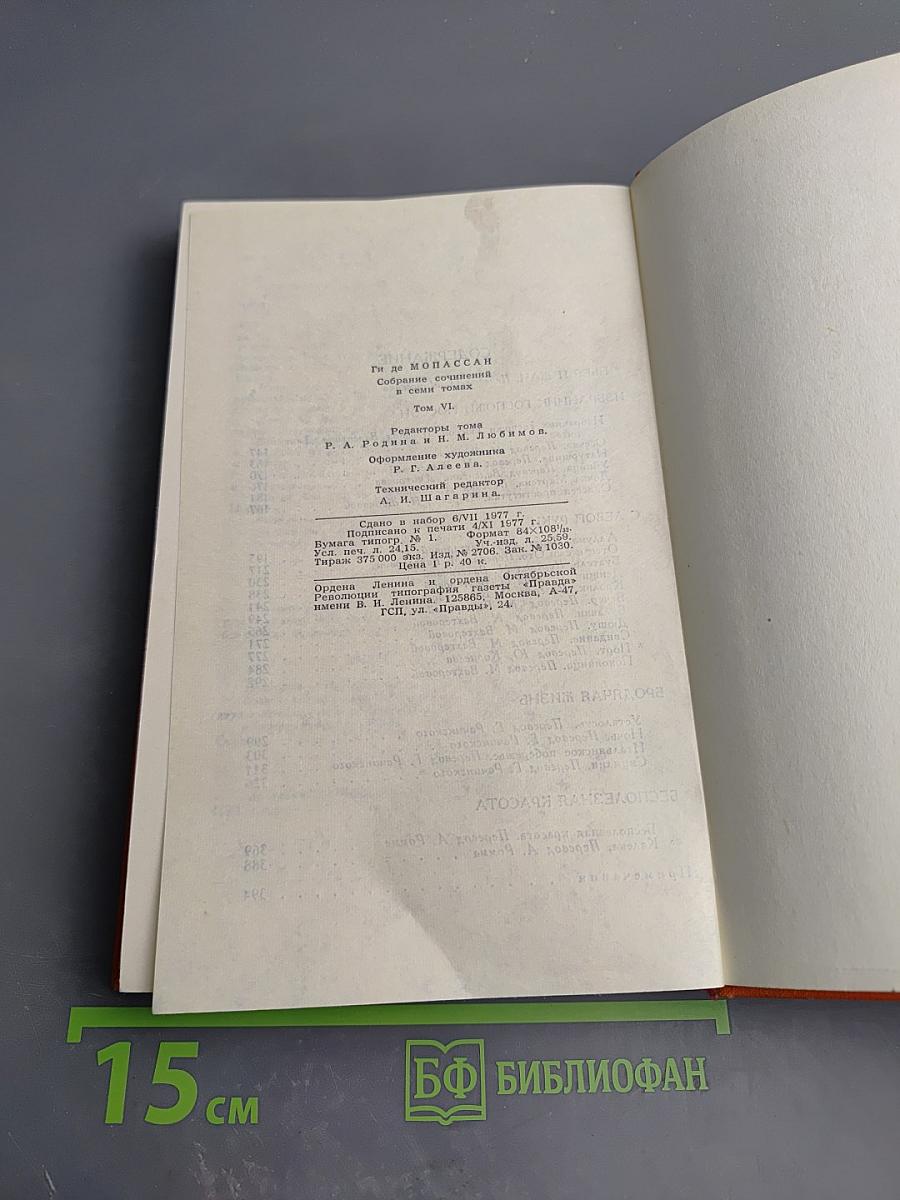 Ги де МОПАССАН
Собрание сочинений
в семи томах
Том VI.
Редакторы тома
Р. А. Родина и Н. М. Любимов.
Оформление художника
Р. Г. Алеева.
Технический редактор
А. И. Шагарина.
Сдано в набор 6/VII 1977 г.
Подписано к печати 4/XI 1977 г.
Бумага типогр. № 1. Формат 84×108¹/₃₂.
Усл. печ. л. 24,15. Уч.-изд. л. 25,59.
Тираж 375 000 экз. Изд. № 2706. Зак. № 1030.
Цена 1 р. 40 к.
Ордена Ленина и ордена Октябрьской
Революции типография газеты «Правда»
имени В. И. Ленина. 125865, Москва, А-47,
ГСП, ул. «Правды», 24.
15 см
БФ БИБЛИОФАН